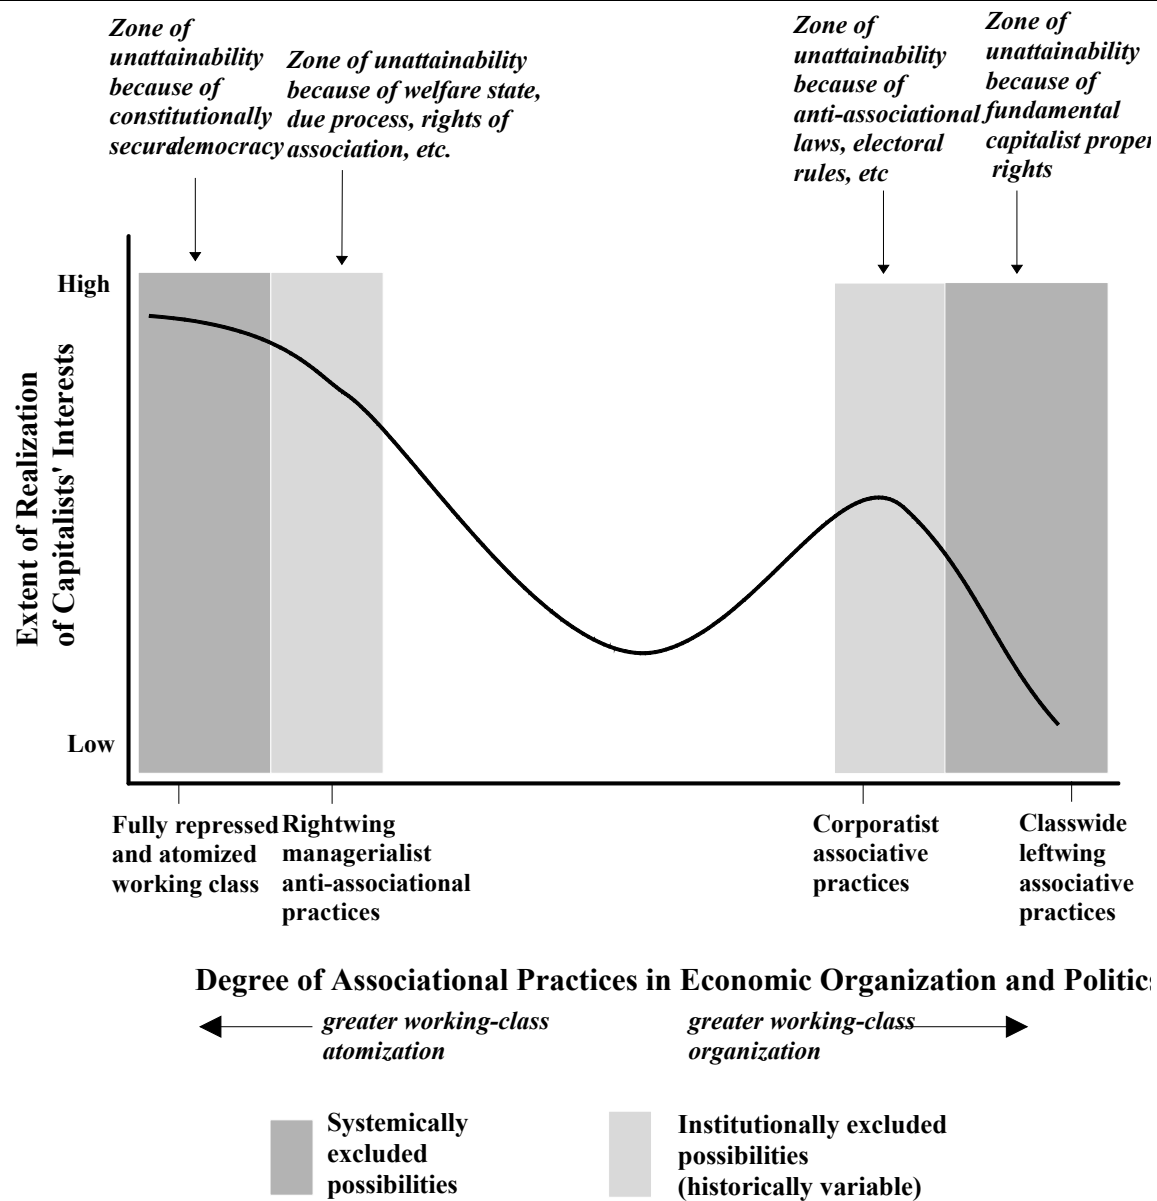 Zone of
unattainability
because of
constitutionally
secure democracy
Zone of unattainability
because of welfare state,
due process, rights of
association, etc.
Zone of
unattainability
because of
anti-associational
laws, electoral
rules, etc
Zone of
unattainability
because of
fundamental
capitalist proper
rights
High
Extent of Realization
of Capitalists' Interests
Low
Fully repressed
and atomized
working class
Rightwing
managerialist
anti-associational
practices
Corporatist
associative
practices
Classwide
leftwing
associative
practices
Degree of Associational Practices in Economic Organization and Politics
greater working-class
atomization
greater working-class
organization
Systemically
excluded
possibilities
Institutionally excluded
possibilities
(historically variable)